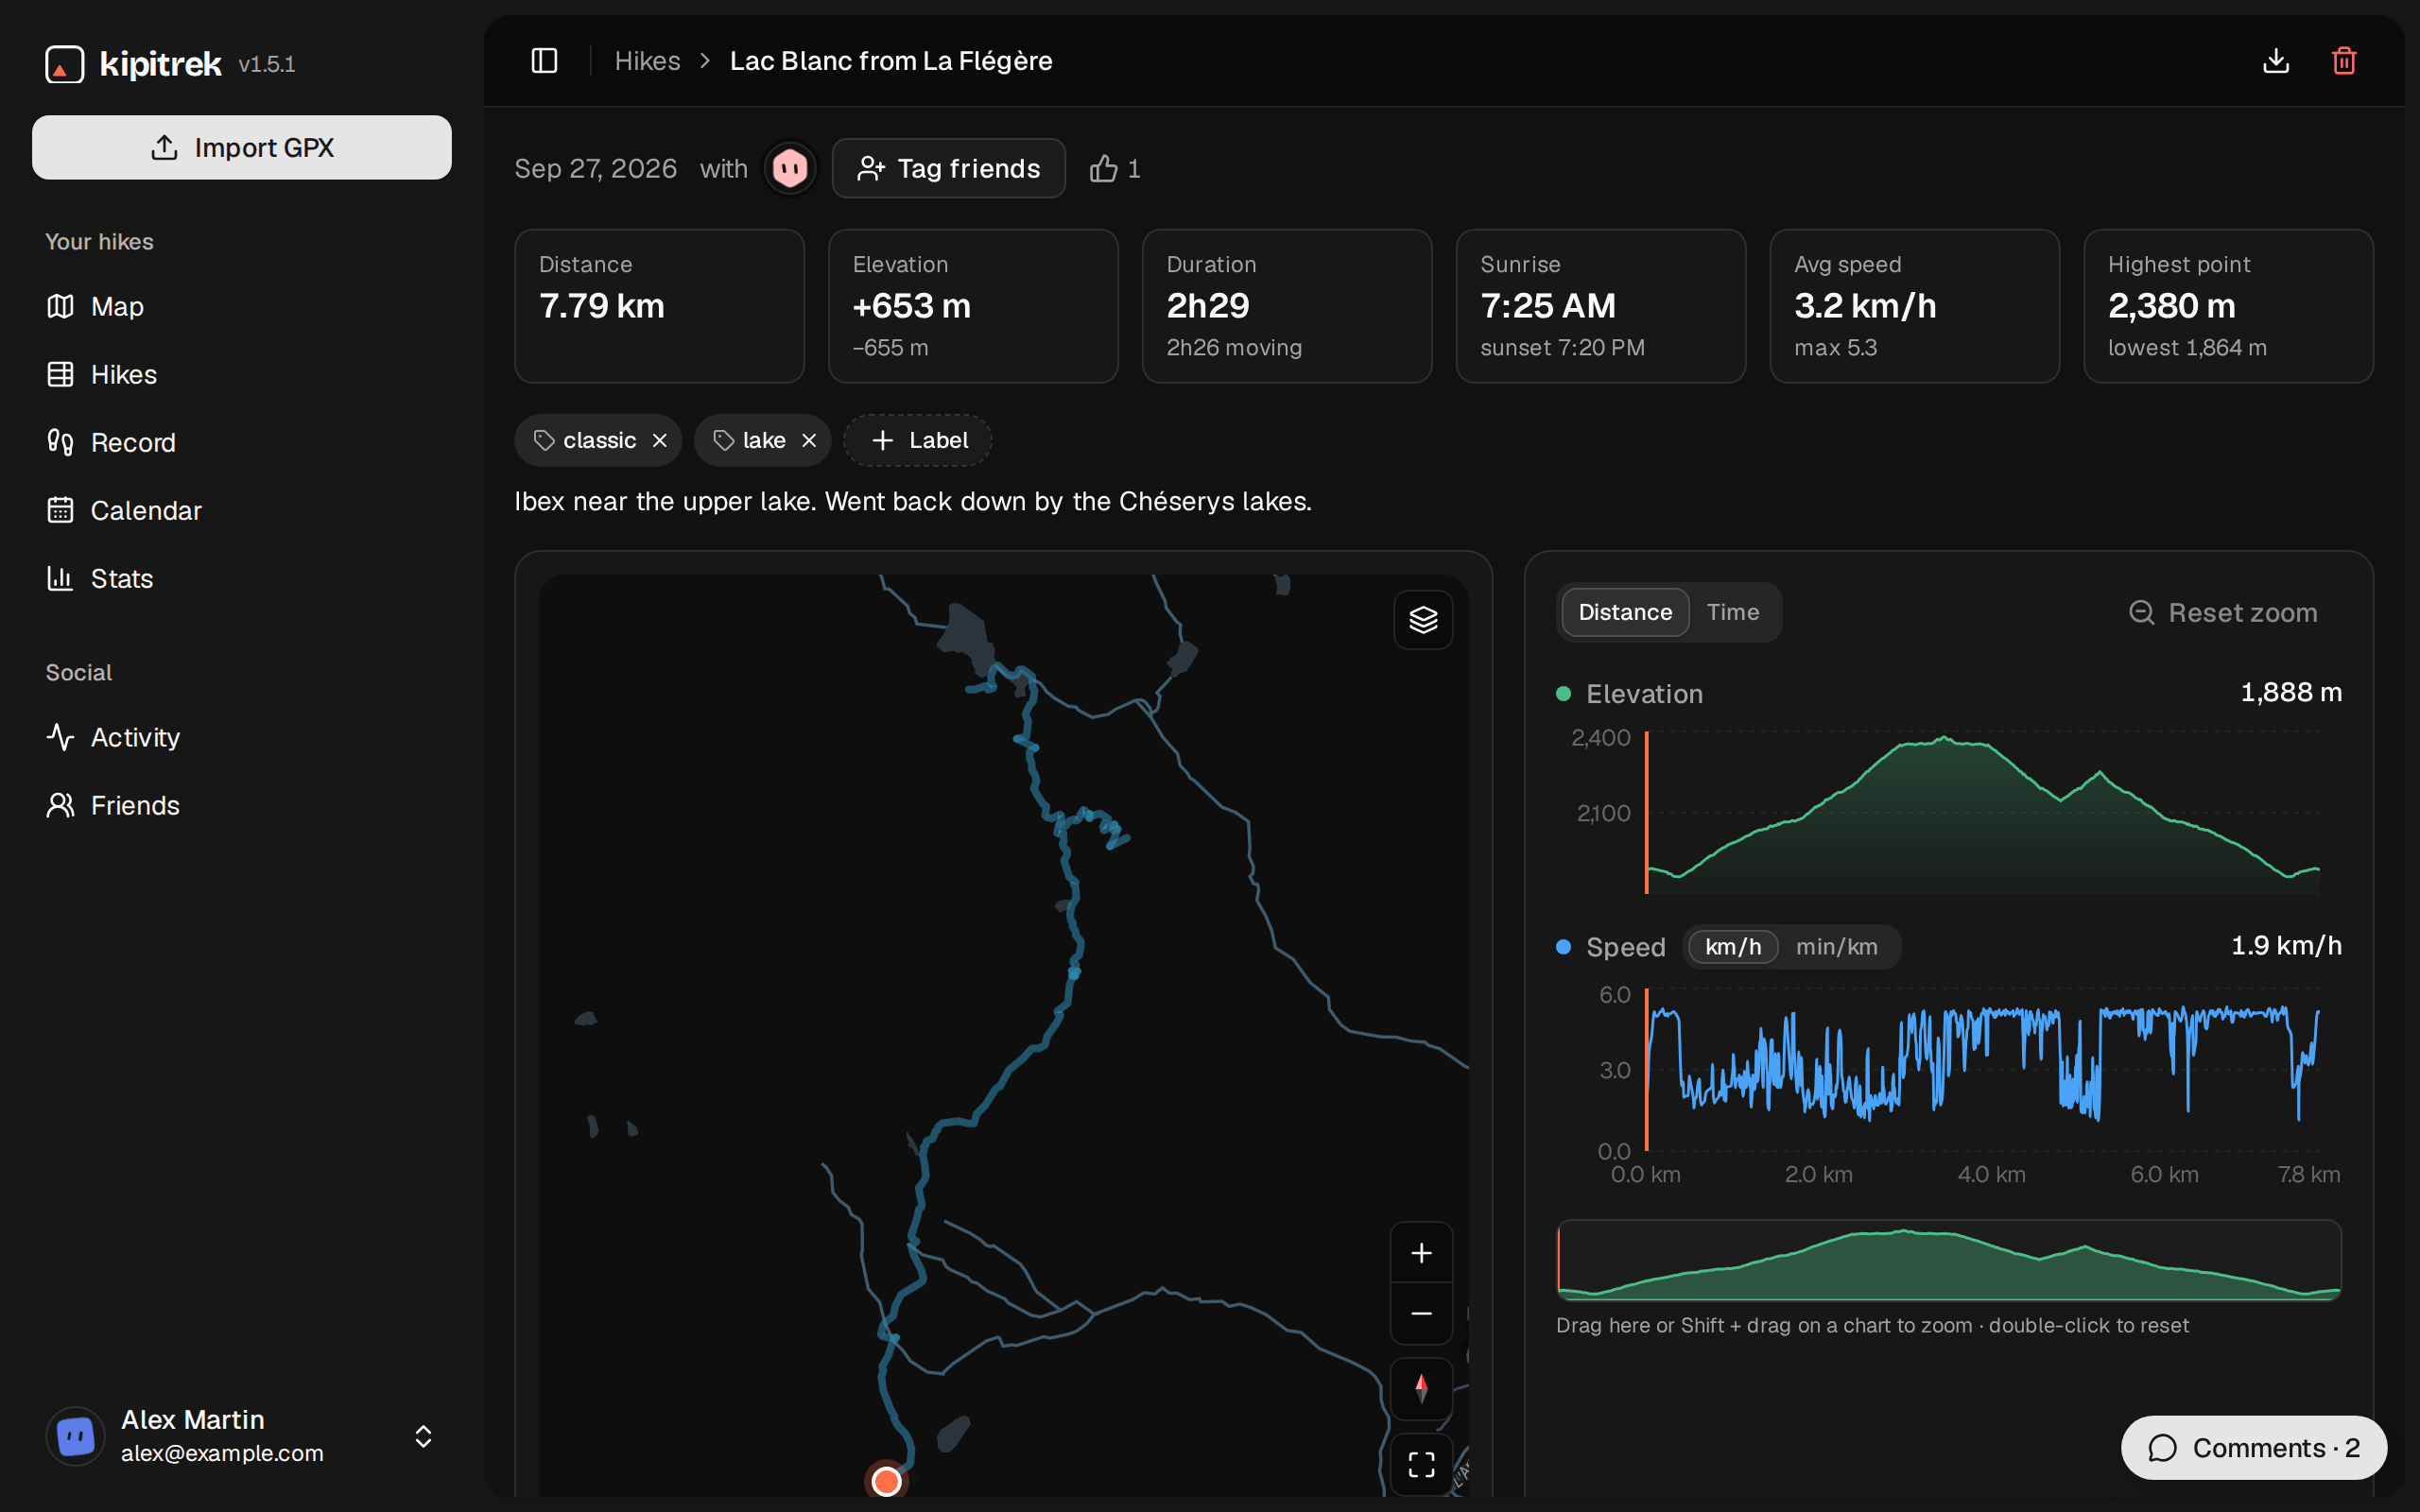 kipitrek v1.5.1
Import GPX
Your hikes
Map
Hikes
Record
Calendar
Stats
Social
Activity
Friends
Alex Martin
alex@example.com
Hikes > Lac Blanc from La Flégère
Sep 27, 2026 with Tag friends 1
Distance
7.79 km
Elevation
+653 m
−655 m
Duration
2h29
2h26 moving
Sunrise
7:25 AM
sunset 7:20 PM
Avg speed
3.2 km/h
max 5.3
Highest point
2,380 m
lowest 1,864 m
classic lake Label
Ibex near the upper lake. Went back down by the Chéserys lakes.
Distance Time Reset zoom
Elevation 1,888 m
2,400
2,100
Speed km/h min/km 1.9 km/h
6.0
3.0
0.0
0.0 km 2.0 km 4.0 km 6.0 km 7.8 km
Drag here or Shift + drag on a chart to zoom · double-click to reset
Comments · 2